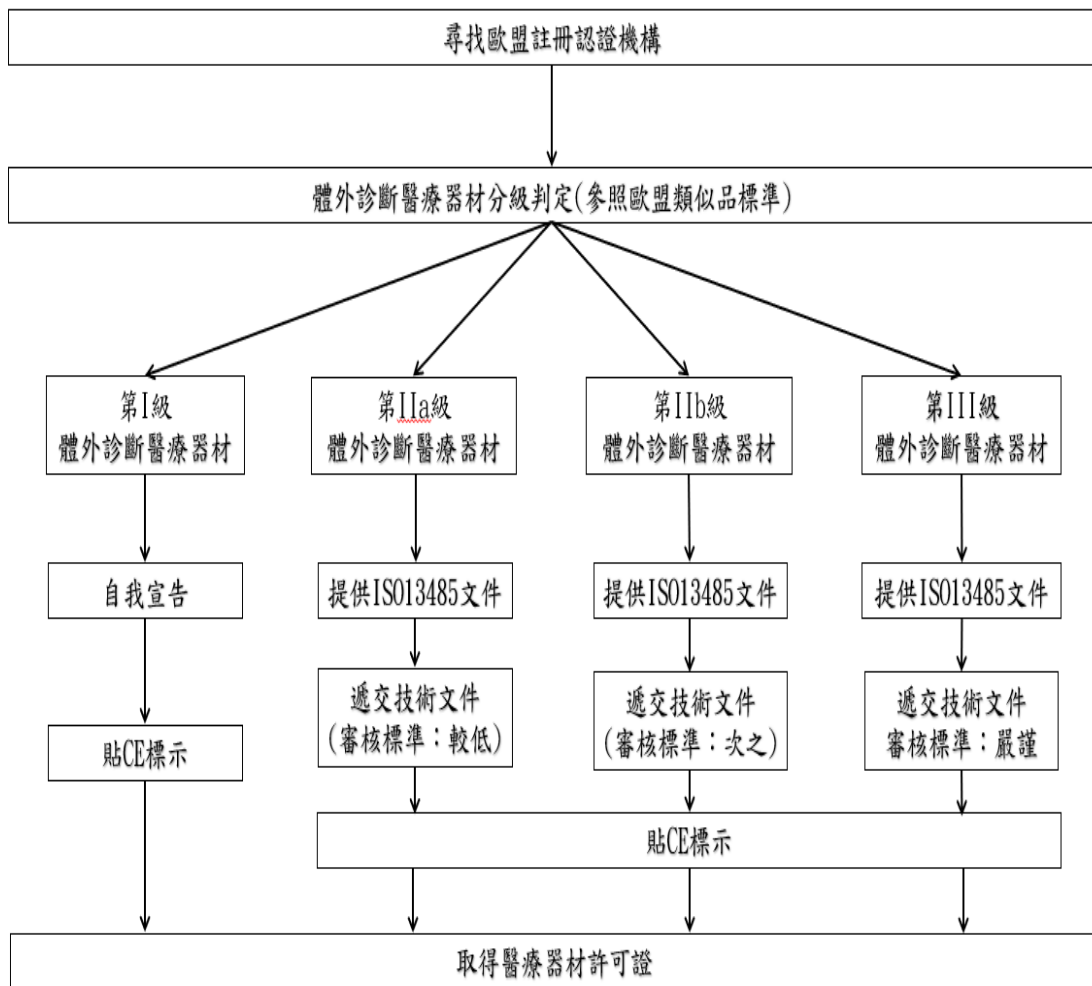 尋找歐盟註冊認證機構
體外診斷醫療器材分級判定(參照歐盟類似品標準)
第I級
體外診斷醫療器材
第IIa級
體外診斷醫療器材
第IIb級
體外診斷醫療器材
第III級
體外診斷醫療器材
自我宣告
提供ISO13485文件
提供ISO13485文件
提供ISO13485文件
貼CE標示
遞交技術文件
(審核標準：較低)
遞交技術文件
(審核標準：次之)
遞交技術文件
審核標準：嚴謹
貼CE標示
取得醫療器材許可證